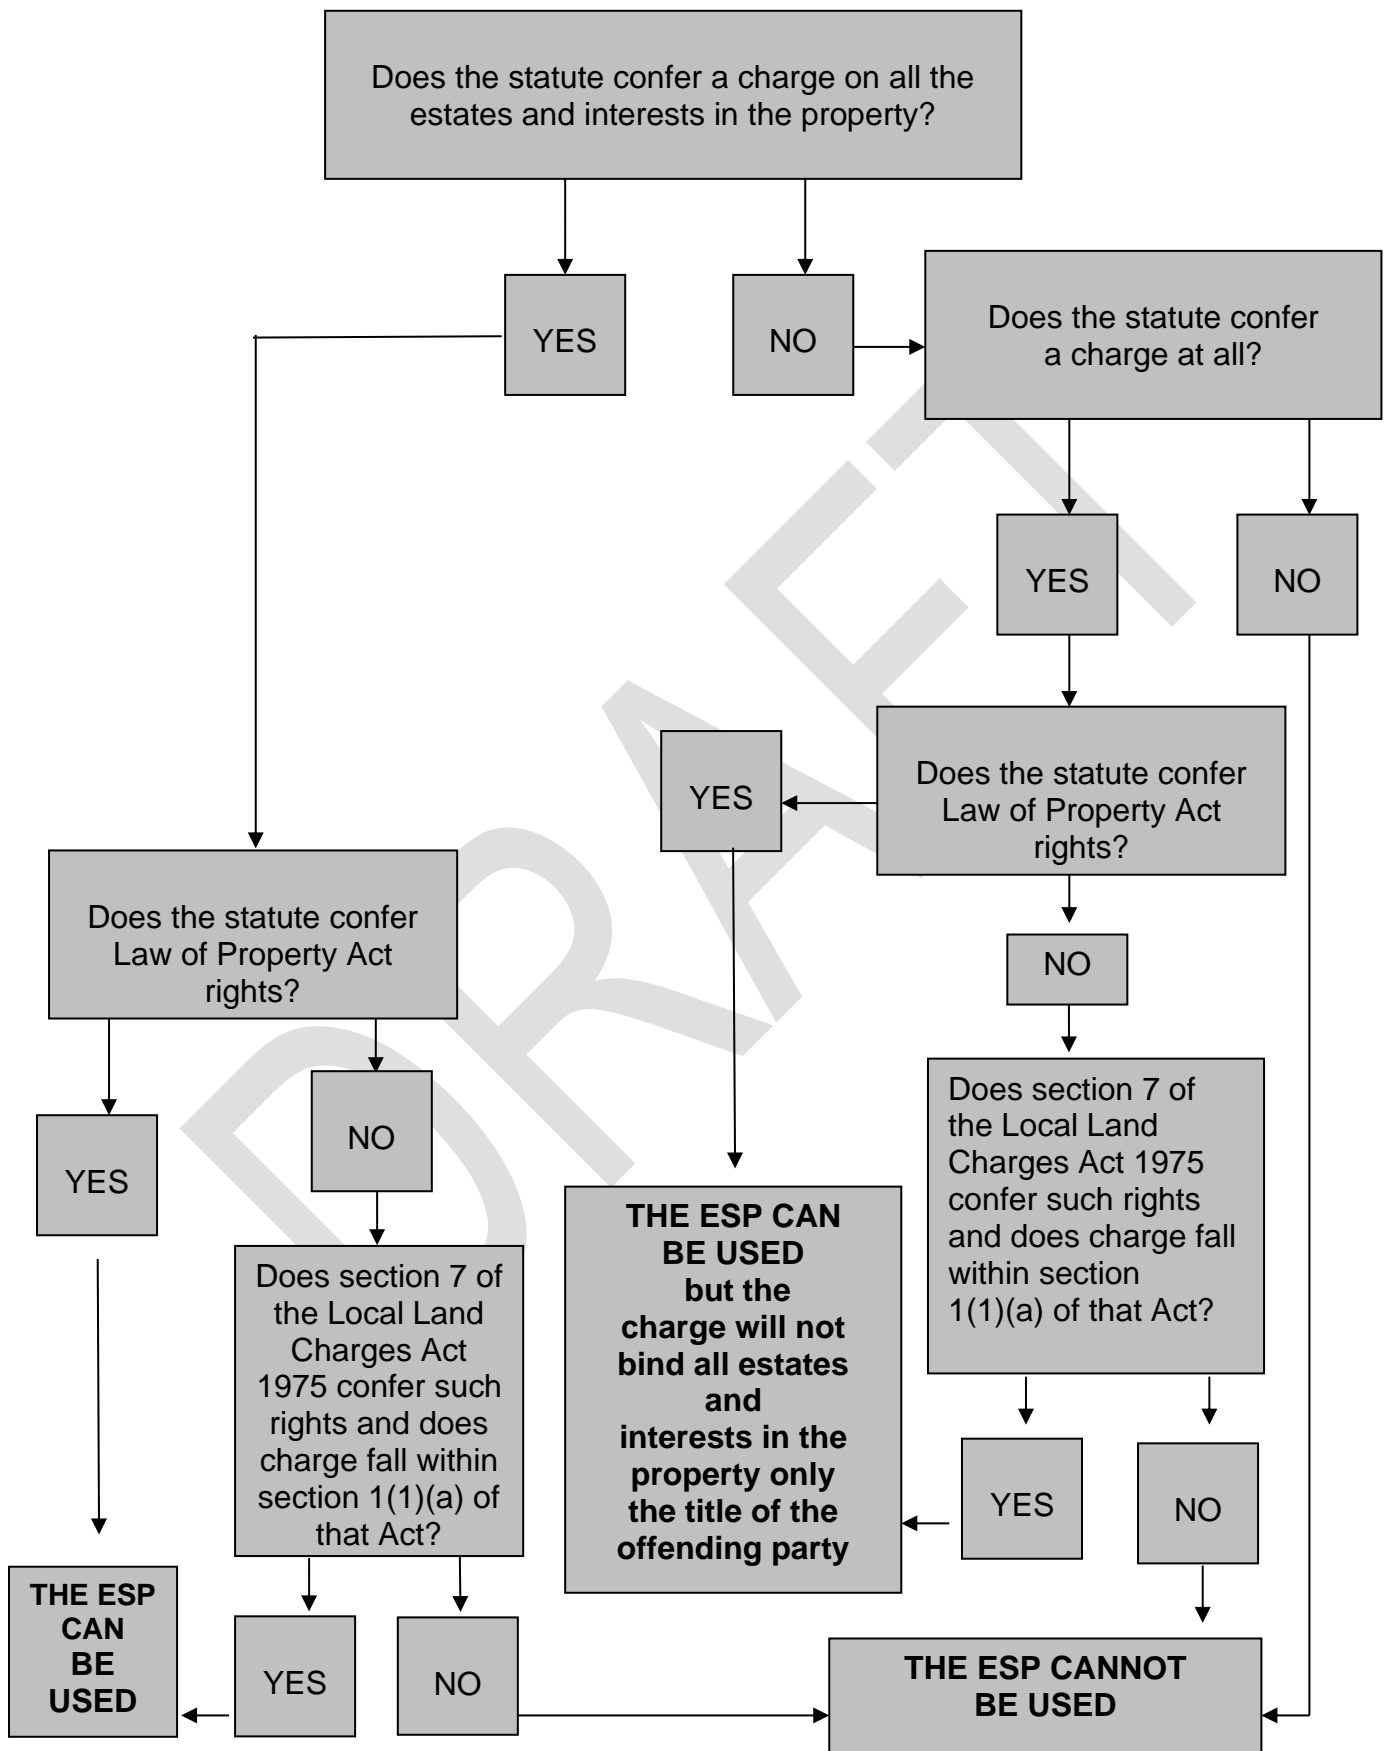 Does the statute confer a charge on all the
estates and interests in the property?
YES
NO
Does the statute confer
a charge at all?
YES
NO
Does the statute confer
Law of Property Act
rights?
YES
NO
Does section 7 of
the Local Land
Charges Act 1975
confer such rights
and does charge fall
within section
1(1)(a) of that Act?
YES
NO
Does the statute confer
Law of Property Act
rights?
YES
NO
Does section 7 of
the Local Land
Charges Act
1975 confer such
rights and does
charge fall within
section 1(1)(a) of
that Act?
YES
NO
THE ESP CAN
BE USED
but the
charge will not
bind all estates
and
interests in the
property only
the title of the
offending party
THE ESP
CAN
BE
USED
THE ESP CANNOT
BE USED
DRAFT